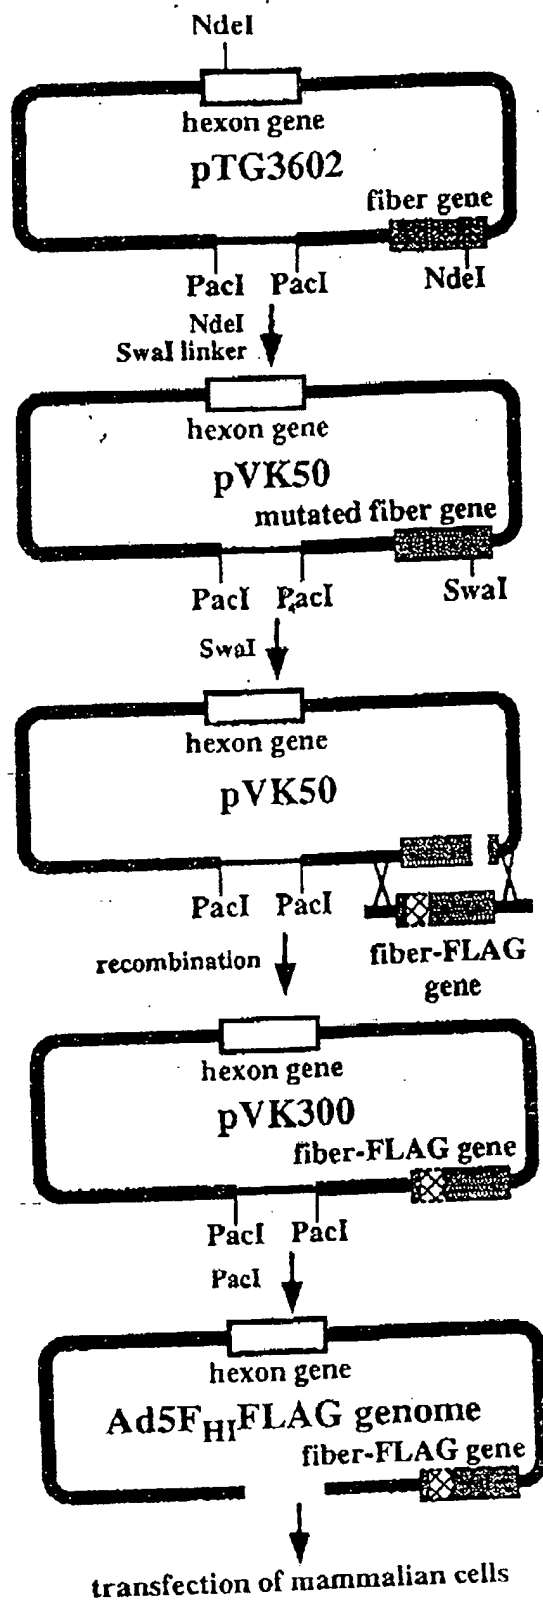 NdeI
hexon gene
pTG3602
fiber gene
PacI PacI
NdeI
NdeI
SwaI linker
hexon gene
pVK50
mutated fiber gene
PacI PacI
SwaI
SwaI
hexon gene
pVK50
PacI PacI
fiber-FLAG
gene
recombination
hexon gene
pVK300
fiber-FLAG gene
PacI PacI
PacI
hexon gene
Ad5FHIFLAG genome
fiber-FLAG gene
transfection of mammalian cells